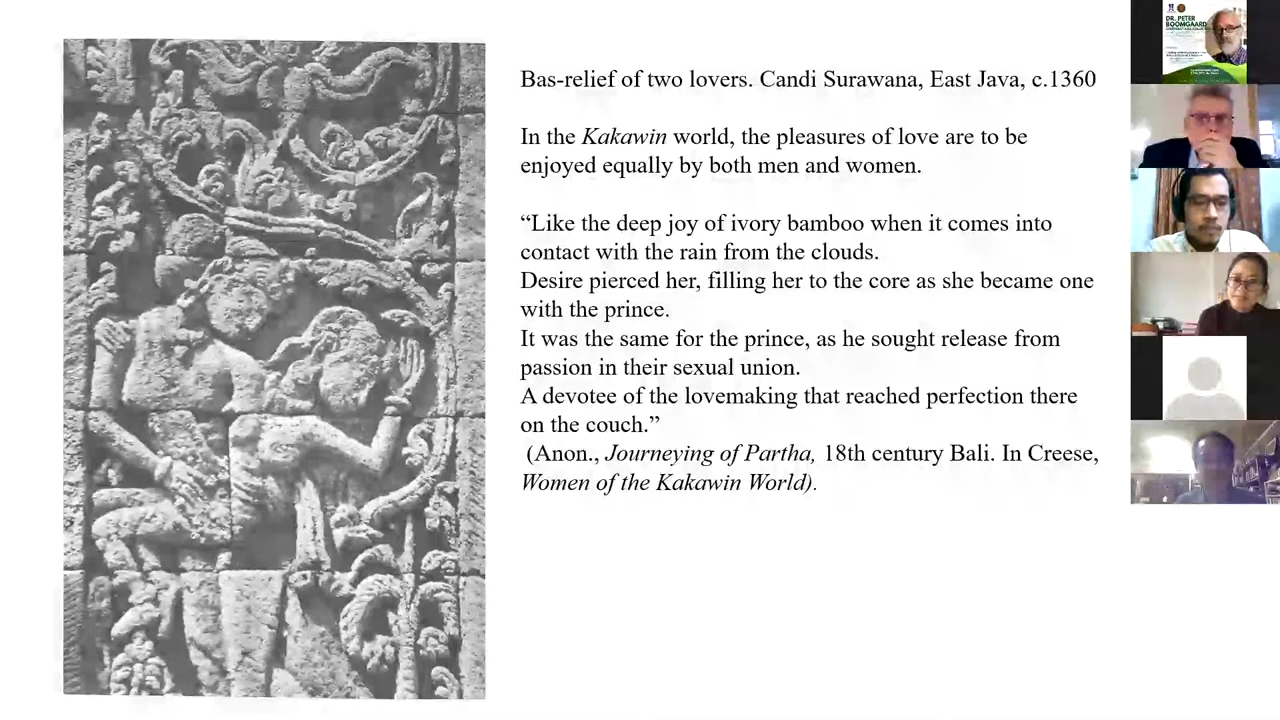 Bas-relief of two lovers. Candi Surawana, East Java, c.1360
In the Kakawin world, the pleasures of love are to be
enjoyed equally by both men and women.
“Like the deep joy of ivory bamboo when it comes into
contact with the rain from the clouds.
Desire pierced her, filling her to the core as she became one
with the prince.
It was the same for the prince, as he sought release from
passion in their sexual union.
A devotee of the lovemaking that reached perfection there
on the couch.”
(Anon., Journeying of Partha, 18th century Bali. In Creese,
Women of the Kakawin World).
DR. PETER
BOOMGAARD